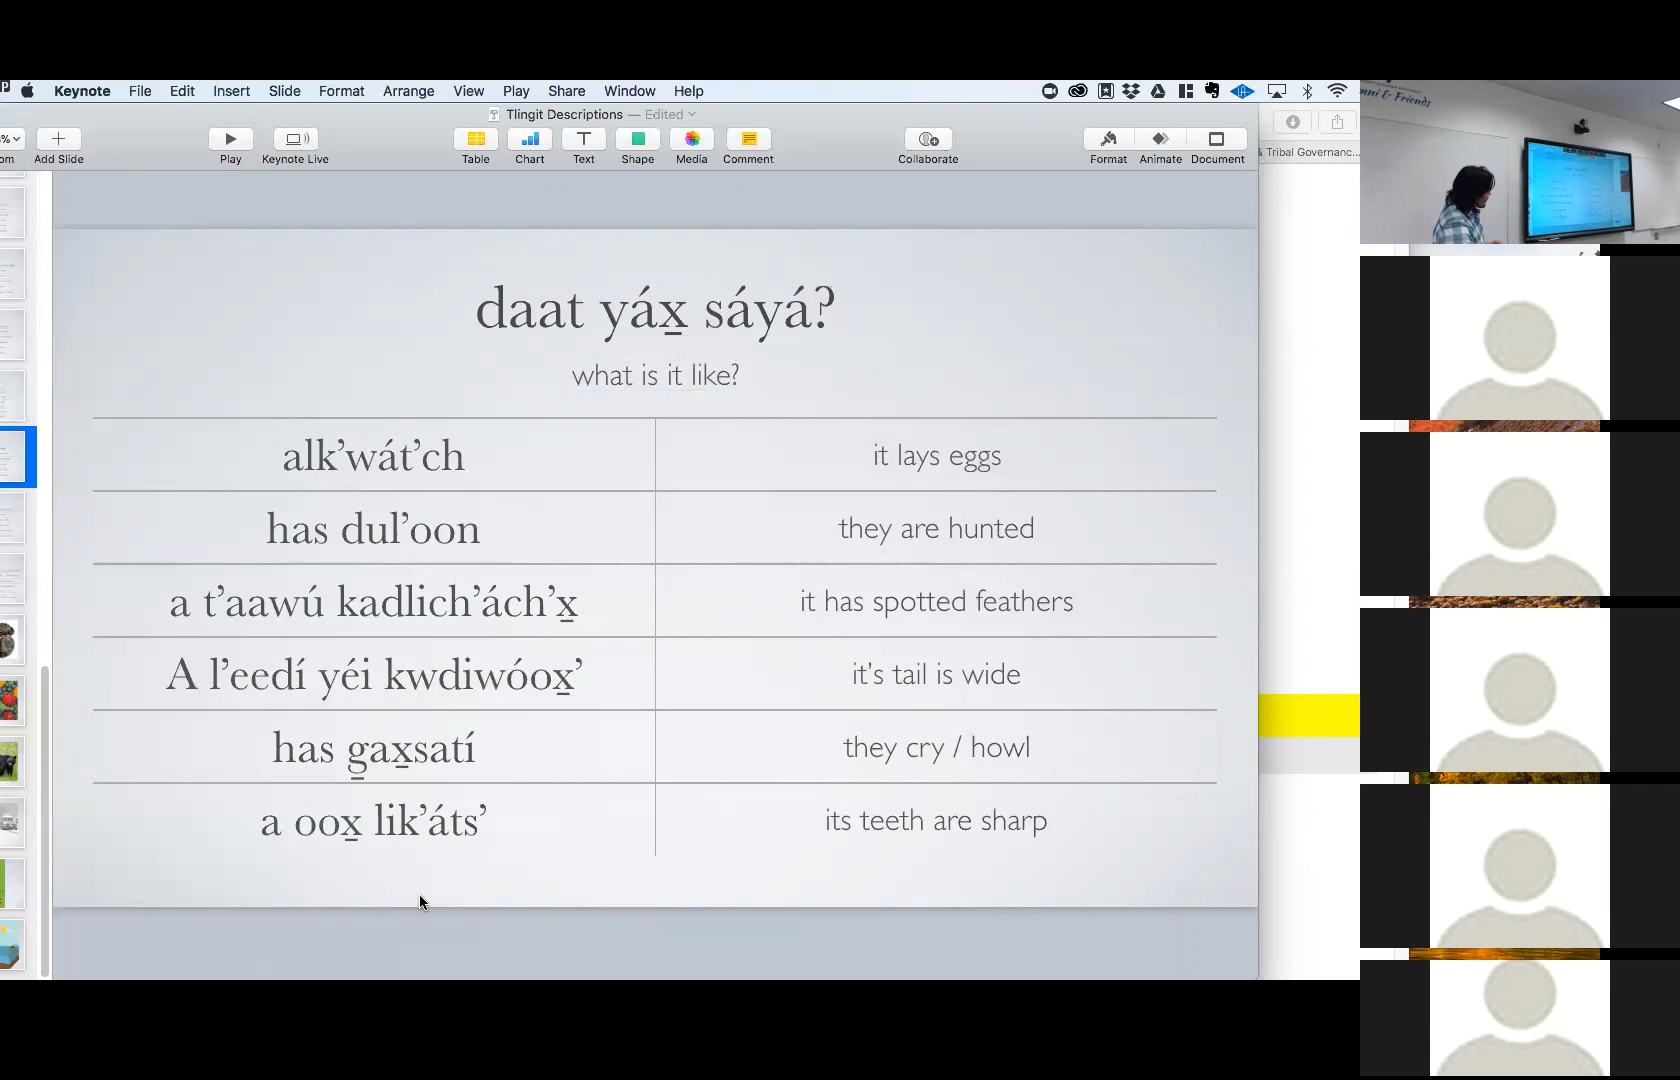 Keynote File Edit Insert Slide Format Arrange View Play Share Window Help
Tlingit Descriptions — Edited
Add Slide Play Keynote Live Table Chart Text Shape Media Comment Collaborate Format Animate Document
& Tribal Governanc...
nni & Friends
daat yáx̱ sáyá?
what is it like?
alk’wát’ch it lays eggs
has dul’oon they are hunted
a t’aawú kadlich’ách’x̱ it has spotted feathers
A l’eedí yéi kwdiwóox̱’ it’s tail is wide
has g̱ax̱satí they cry / howl
a oox̱ lik’áts’ its teeth are sharp